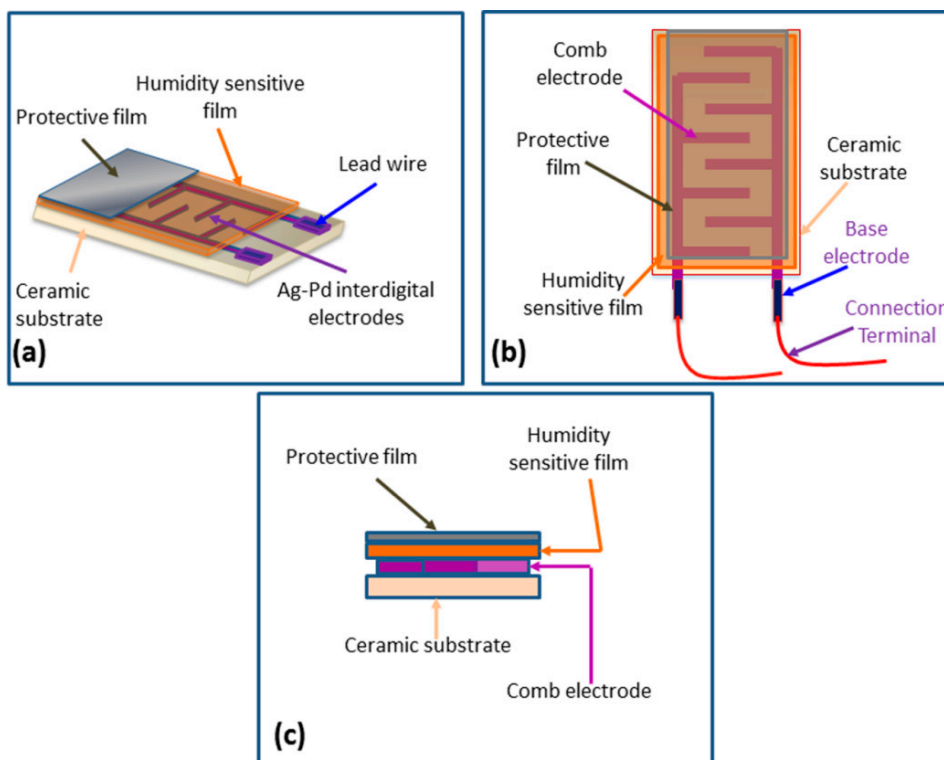 Humidity sensitive
film
Protective film
Lead wire
Ceramic
substrate
Ag-Pd interdigital
electrodes
(a)
Comb
electrode
Protective
film
Ceramic
substrate
Base
electrode
Humidity
sensitive film
Connection
Terminal
(b)
Humidity
sensitive film
Protective film
Ceramic substrate
Comb electrode
(c)